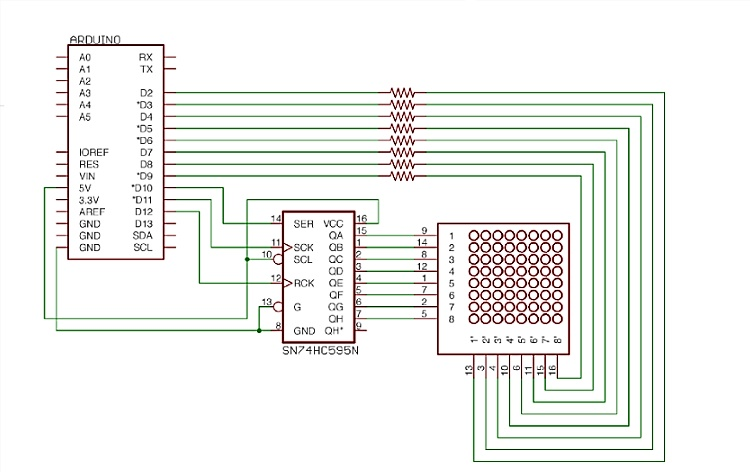 ARDUINO
A0 RX
A1 TX
A2
A3 D2
A4 *D3
A5 D4
*D5
*D6
IOREF D7
RES D8
VIN *D9
5V *D10
3.3V *D11
AREF D12
GND D13
GND SDA
GND SCL
14 SER VCC 16
QA 15
11 SCK QB 1
10 SCL QC 2
QD 3
12 RCK QE 4
QF 5
13 G QG 6
QH 7
8 GND QH* 9
SN74HC595N
9 1
14 2
8 3
12 4
1 5
7 6
2 7
5 8
1' 2' 3' 4' 5' 6' 7' 8'
13 3 4 10 6 11 15 16